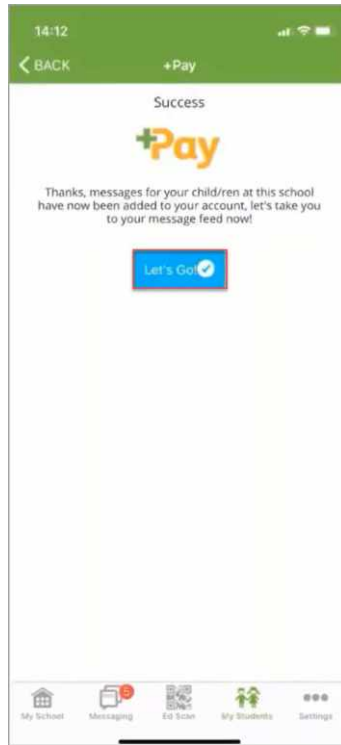 14:12
BACK
+Pay
Success
+Pay
Thanks, messages for your child/ren at this school
have now been added to your account, let's take you
to your message feed now!
Let's Go!
5
My School
Messaging
Ed Scan
My Students
Settings